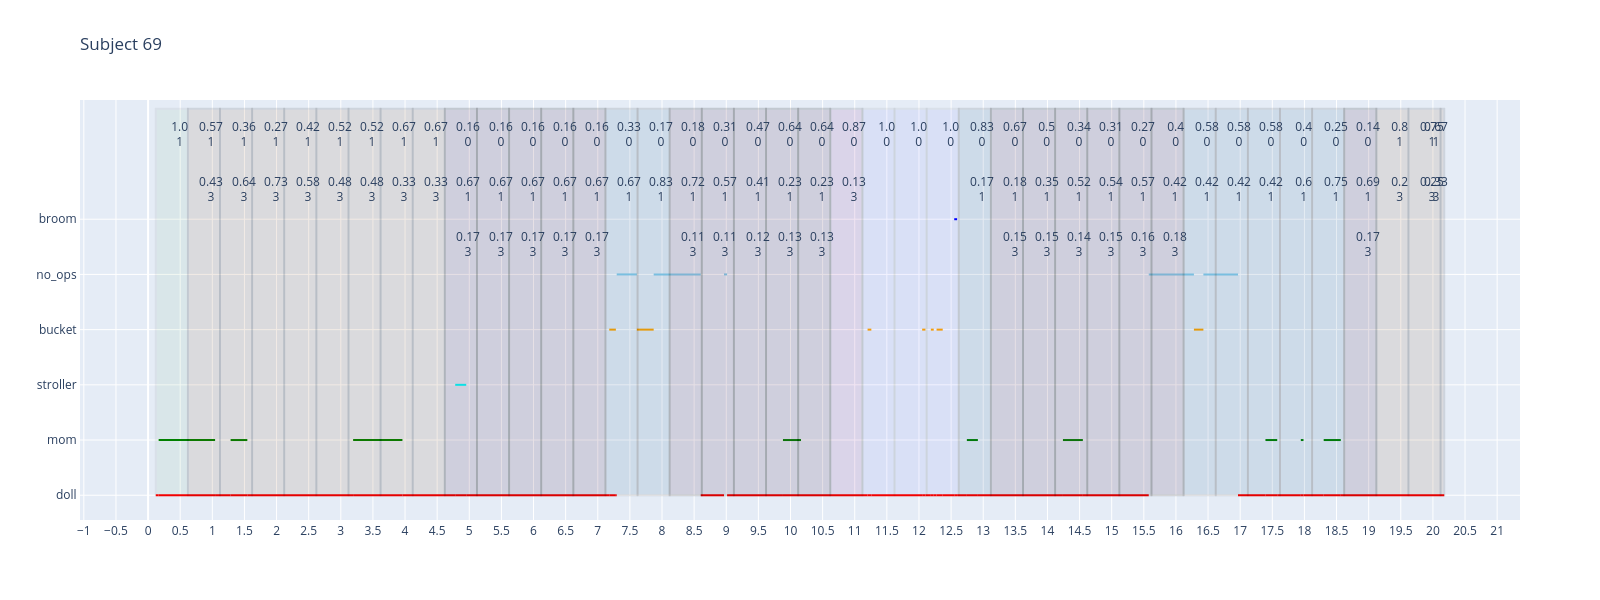 Subject 69
1.0 0.57 0.36 0.27 0.42 0.52 0.52 0.67 0.67 0.16 0.16 0.16 0.16 0.16 0.33 0.17 0.18 0.31 0.47 0.64 0.64 0.87 1.0 1.0 1.0 0.83 0.67 0.5 0.34 0.31 0.27 0.4 0.58 0.58 0.58 0.4 0.25 0.14 0.8
1 1 1 1 1 1 1 1 1 0 0 0 0 0 0 0 0 0 0 0 0 0 0 0 0 0 0 0 0 0 0 0 0 0 0 0 0 0 1
0.43 0.64 0.73 0.58 0.48 0.48 0.33 0.33 0.67 0.67 0.67 0.67 0.67 0.67 0.83 0.72 0.57 0.41 0.23 0.23 0.13 0.17 0.18 0.35 0.52 0.54 0.57 0.42 0.42 0.42 0.42 0.6 0.75 0.69 0.2
3 3 3 3 3 3 3 3 1 1 1 1 1 1 1 1 1 1 1 1 3 1 1 1 1 1 1 1 1 1 1 1 1 1 3
broom
0.17 0.17 0.17 0.17 0.17 0.11 0.11 0.12 0.13 0.13 0.15 0.15 0.14 0.15 0.16 0.18 0.17
3 3 3 3 3 3 3 3 3 3 3 3 3 3 3 3 3
no_ops
bucket
stroller
mom
doll
−1 −0.5 0 0.5 1 1.5 2 2.5 3 3.5 4 4.5 5 5.5 6 6.5 7 7.5 8 8.5 9 9.5 10 10.5 11 11.5 12 12.5 13 13.5 14 14.5 15 15.5 16 16.5 17 17.5 18 18.5 19 19.5 20 20.5 21